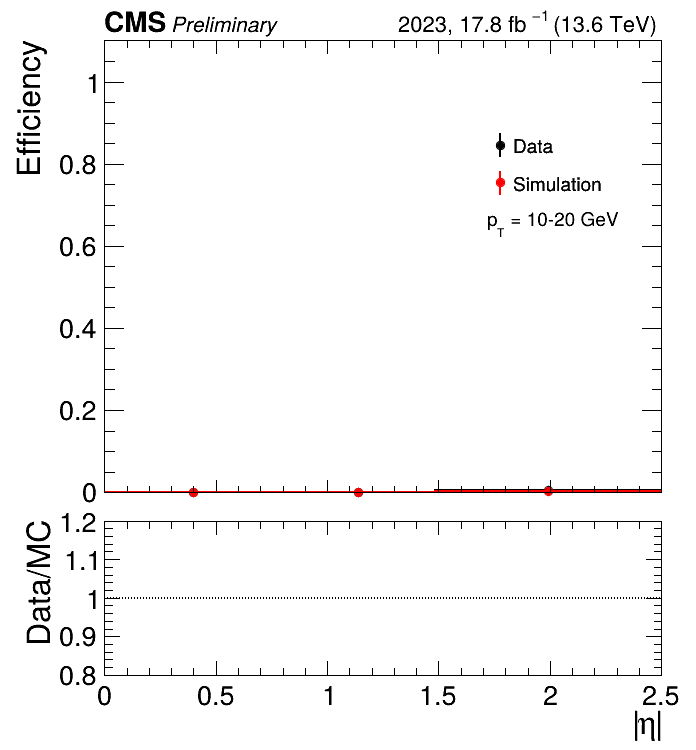 CMS Preliminary 2023, 17.8 fb⁻¹ (13.6 TeV)
Efficiency
1
0.8
0.6
0.4
0.2
0
Data
Simulation
p_T = 10-20 GeV
Data/MC
1.2
1.1
1
0.9
0.8
0 0.5 1 1.5 2 2.5
|η|